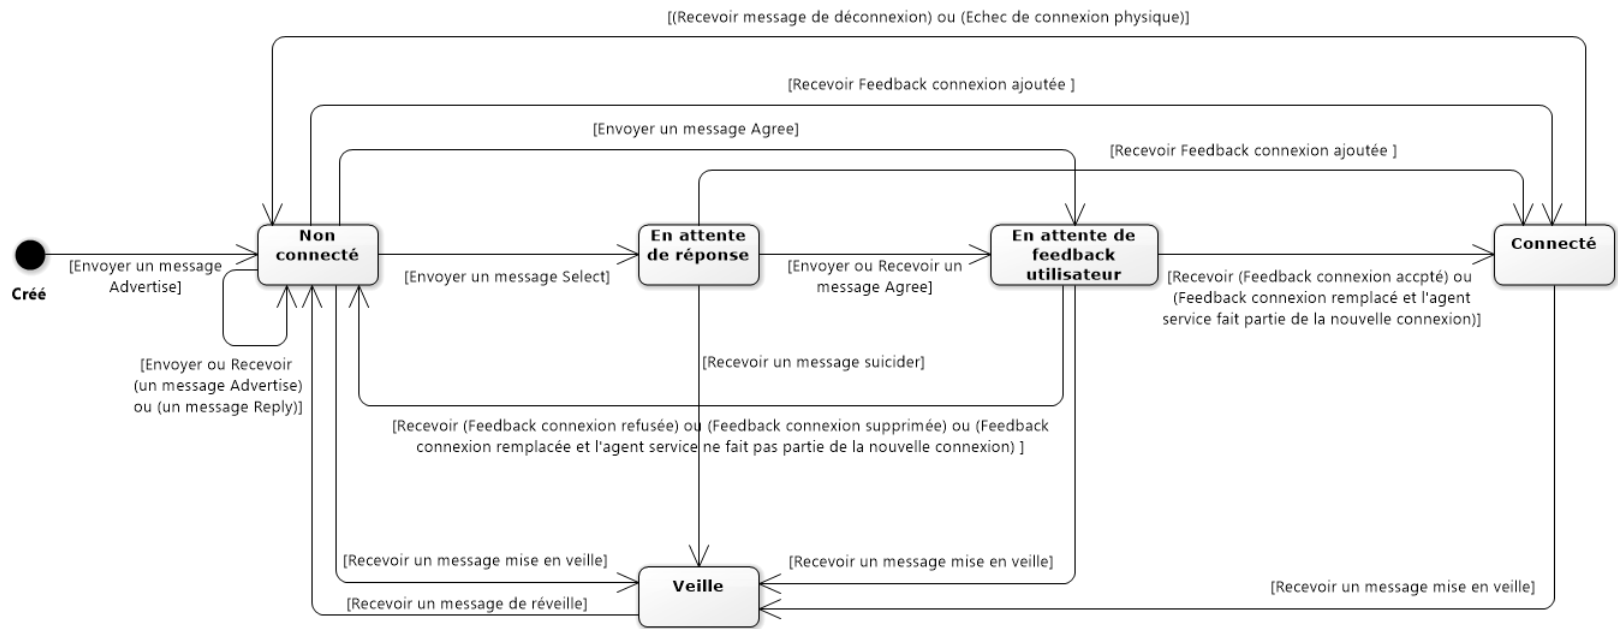 [(Recevoir message de déconnexion) ou (Echec de connexion physique)]
[Recevoir Feedback connexion ajoutée ]
[Envoyer un message Agree]
[Recevoir Feedback connexion ajoutée ]
Créé
[Envoyer un message
Advertise]
Non
connecté
[Envoyer un message Select]
En attente
de réponse
[Envoyer ou Recevoir un
message Agree]
En attente de
feedback
utilisateur
[Recevoir (Feedback connexion accpté) ou
(Feedback connexion remplacé et l'agent
service fait partie de la nouvelle connexion)]
Connecté
[Envoyer ou Recevoir
(un message Advertise)
ou (un message Reply)]
[Recevoir un message suicider]
[Recevoir (Feedback connexion refusée) ou (Feedback connexion supprimée) ou (Feedback
connexion remplacée et l'agent service ne fait pas partie de la nouvelle connexion) ]
[Recevoir un message mise en veille]
[Recevoir un message de réveille]
Veille
[Recevoir un message mise en veille]
[Recevoir un message mise en veille]